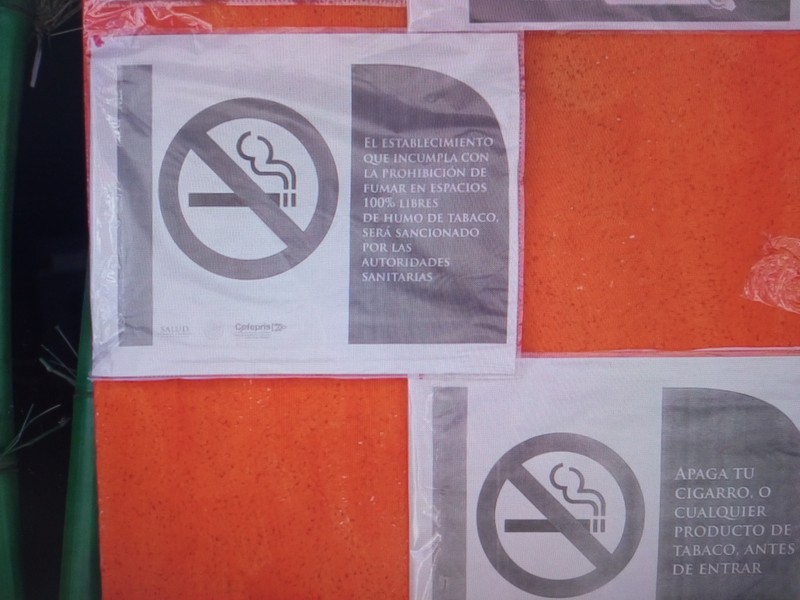 EL ESTABLECIMIENTO
QUE INCUMPLA CON
LA PROHIBICIÓN DE
FUMAR EN ESPACIOS
100% LIBRES
DE HUMO DE TABACO,
SERÁ SANCIONADO
POR LAS
AUTORIDADES
SANITARIAS
SALUD
Cofepris
APAGA TU
CIGARRO, O
CUALQUIER
PRODUCTO DE
TABACO, ANTES
DE ENTRAR